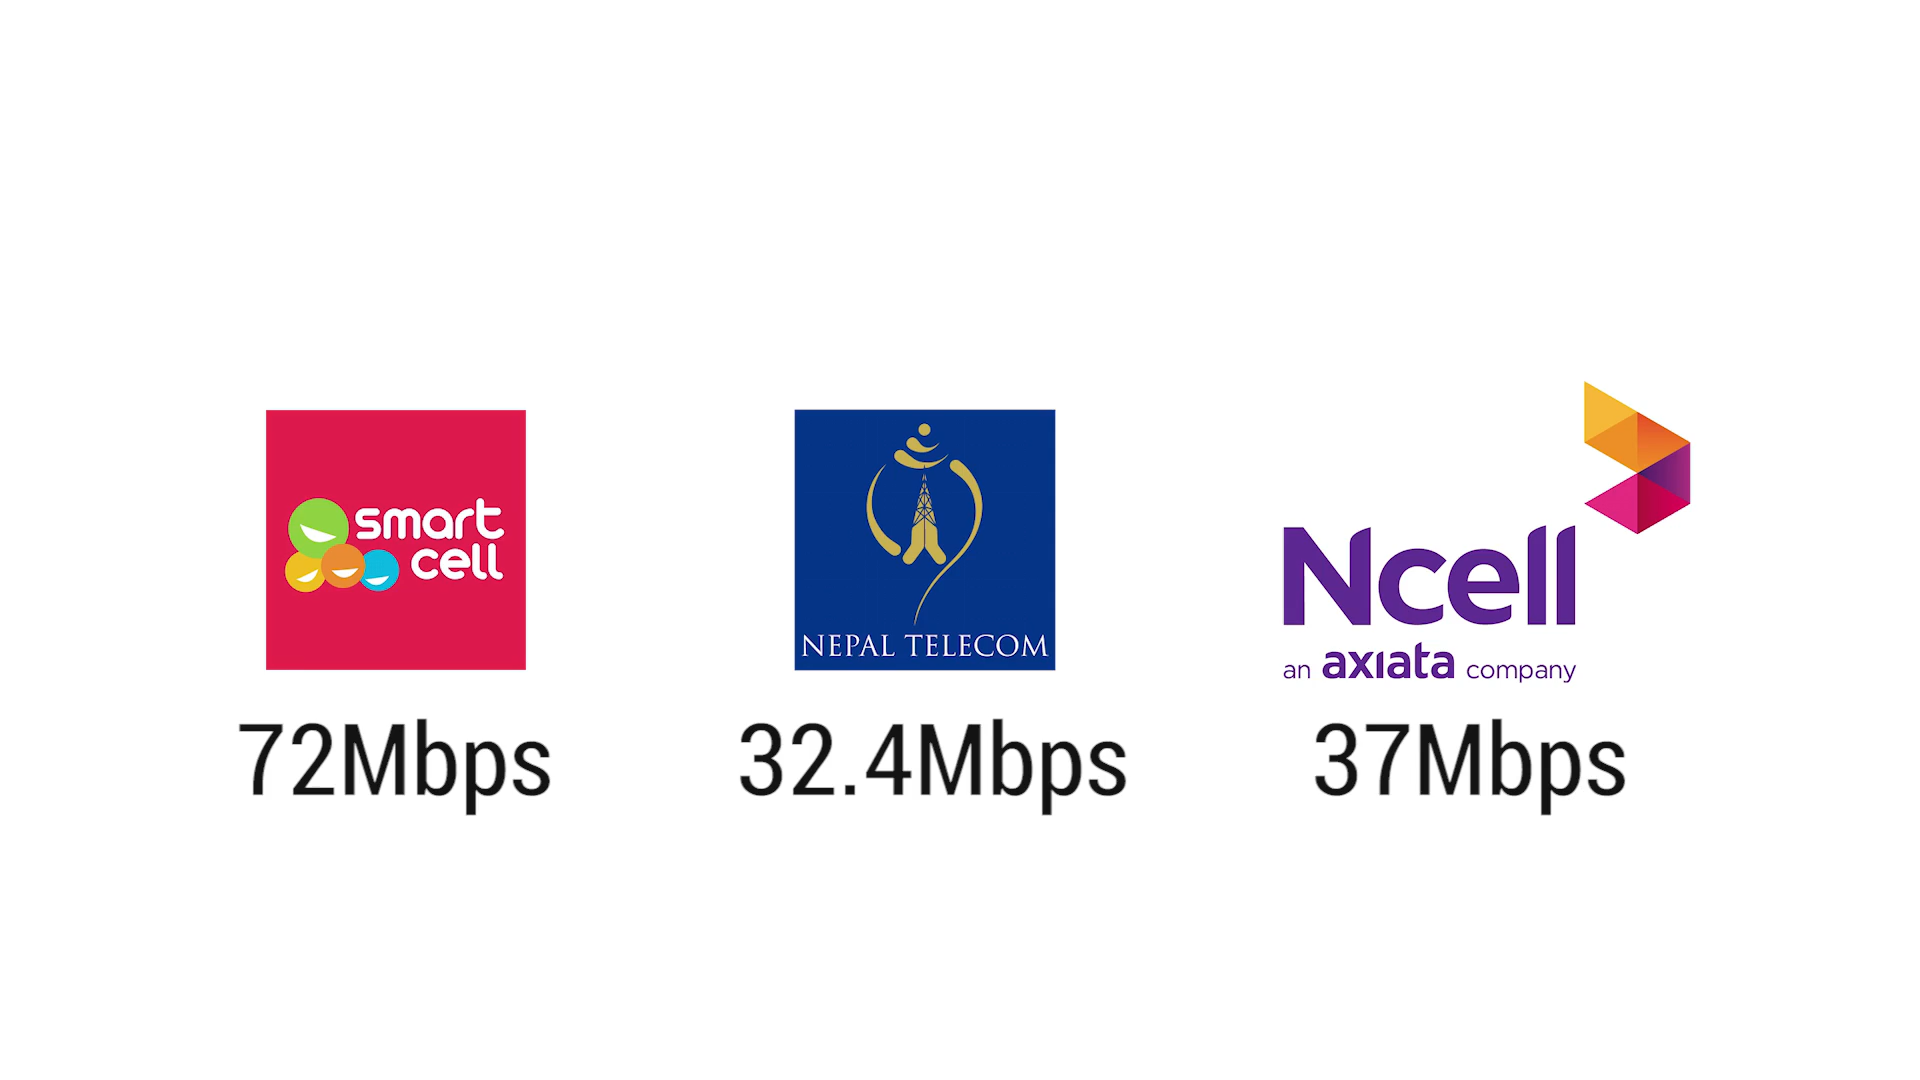 smart
cell
NEPAL TELECOM
Ncell
an axiata company
72Mbps
32.4Mbps
37Mbps